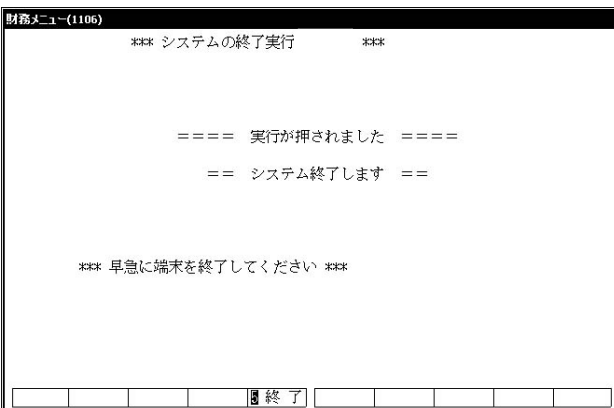 財務メニュー(1106)
*** システムの終了実行 ***
＝＝＝＝ 実行が押されました ＝＝＝＝
＝＝ システム終了します ＝＝
*** 早急に端末を終了してください ***
5 終 了